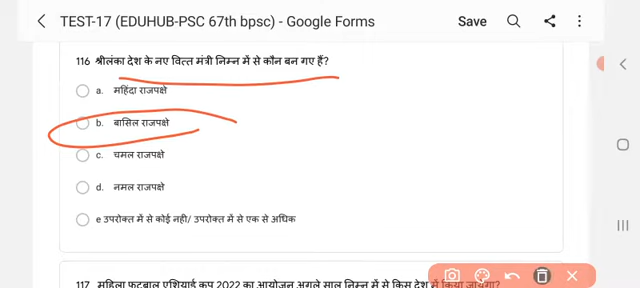 TEST-17 (EDUHUB-PSC 67th bpsc) - Google Forms Save
116 श्रीलंका देश के नए वित्त मंत्री निम्न में से कौन बन गए हैं?
a. महिंदा राजपक्षे
b. बासिल राजपक्षे
c. चमल राजपक्षे
d. नमल राजपक्षे
e उपरोक्त में से कोई नही/ उपरोक्त में से एक से अधिक
117 महिला फुटबाल एशियाई कप 2022 का आयोजन अगले साल निम्न में से किस देश में किया जाएगा?